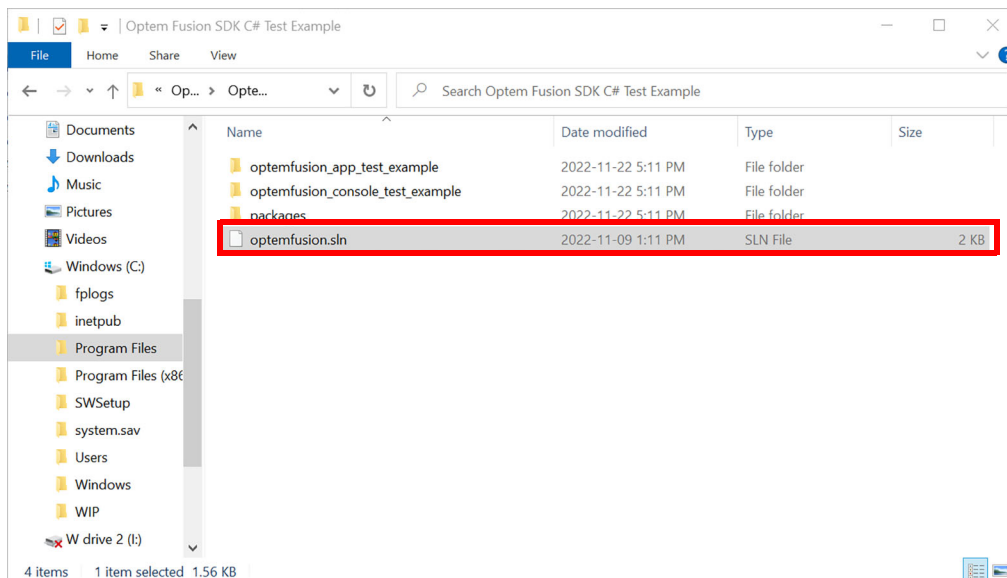 Optem Fusion SDK C# Test Example
File Home Share View
« Op... › Opte... Search Optem Fusion SDK C# Test Example
Name Date modified Type Size
Documents
Downloads
Music
Pictures
Videos
Windows (C:)
fplogs
inetpub
Program Files
Program Files (x86
SWSetup
system.sav
Users
Windows
WIP
W drive 2 (I:)
optemfusion_app_test_example 2022-11-22 5:11 PM File folder
optemfusion_console_test_example 2022-11-22 5:11 PM File folder
packages 2022-11-22 5:11 PM File folder
optemfusion.sln 2022-11-09 1:11 PM SLN File 2 KB
4 items 1 item selected 1.56 KB